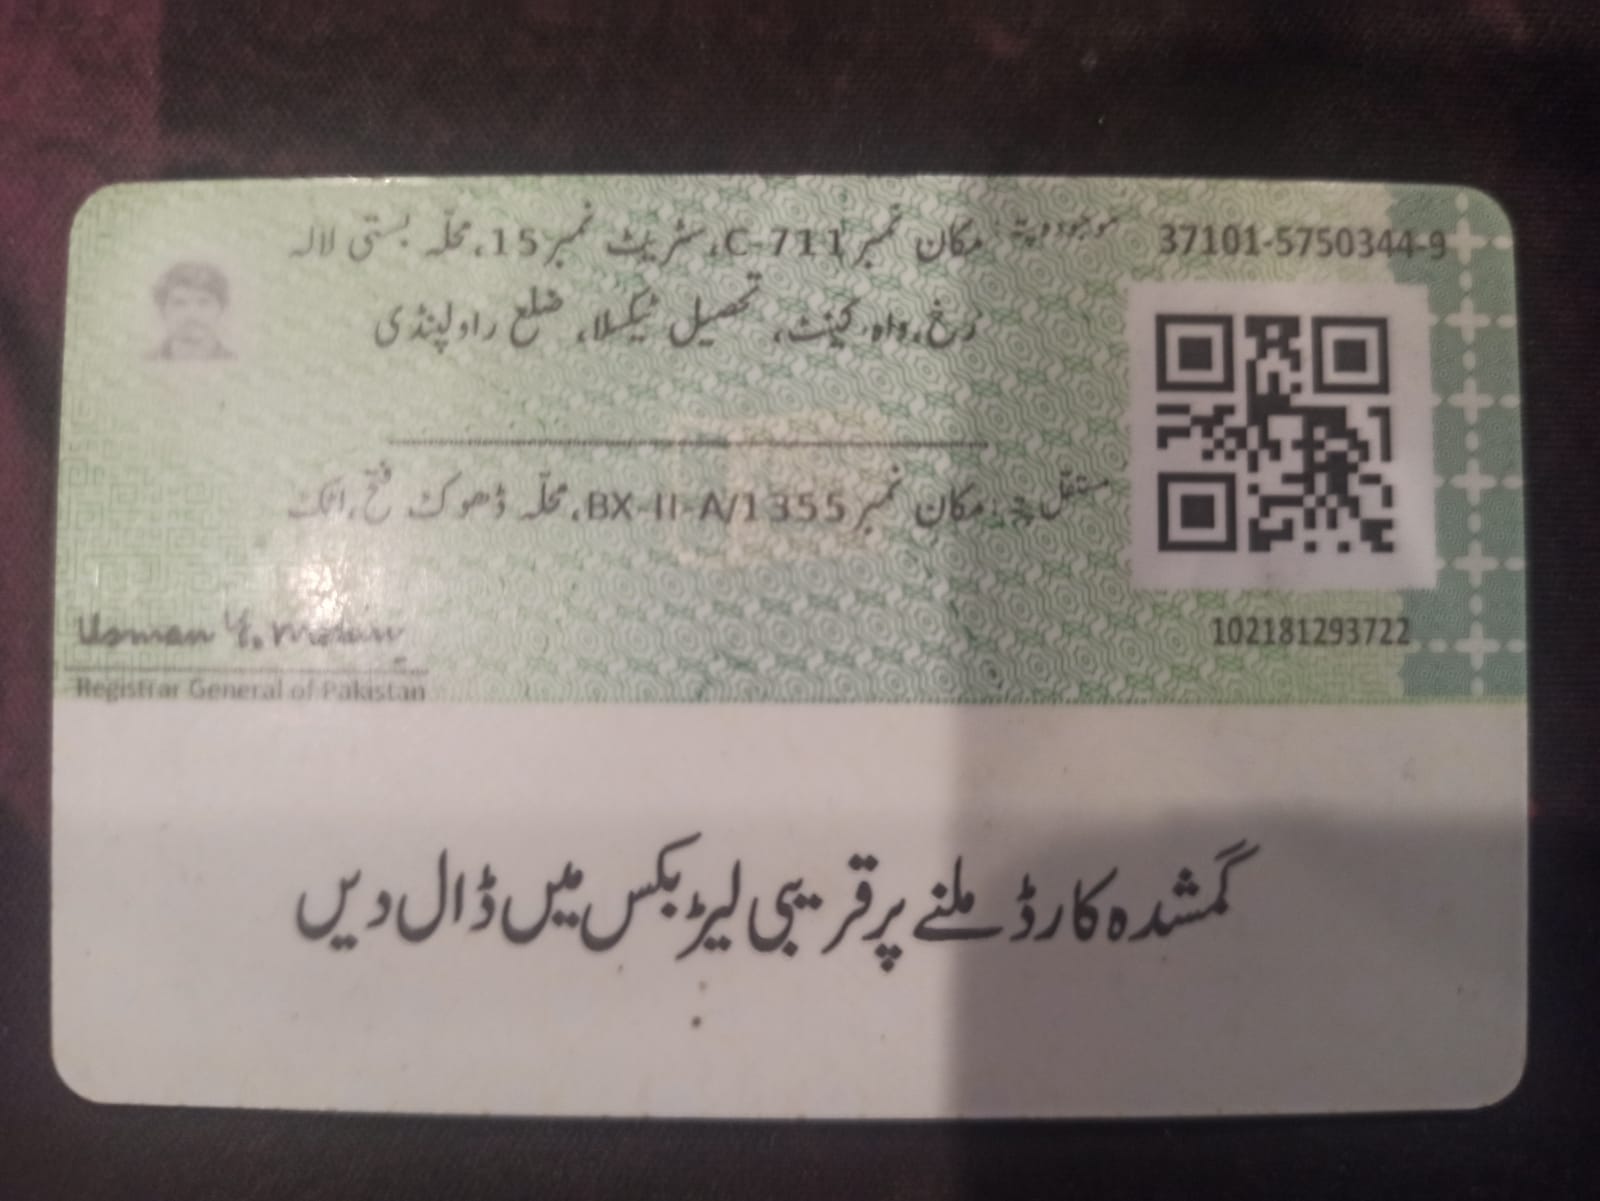 37101-5750344-9
موجودہ پتہ: مکان نمبر C-711، سٹریٹ نمبر 15، محلہ بستی لالہ
رخ، واہ کینٹ، تحصیل ٹیکسلا، ضلع راولپنڈی
مستقل پتہ: مکان نمبر BX-II-A/1355، محلہ ڈھوک فتح، اٹک
102181293722
Usman Y. Mobin
Registrar General of Pakistan
گمشدہ کارڈ ملنے پر قریبی لیٹر بکس میں ڈال دیں